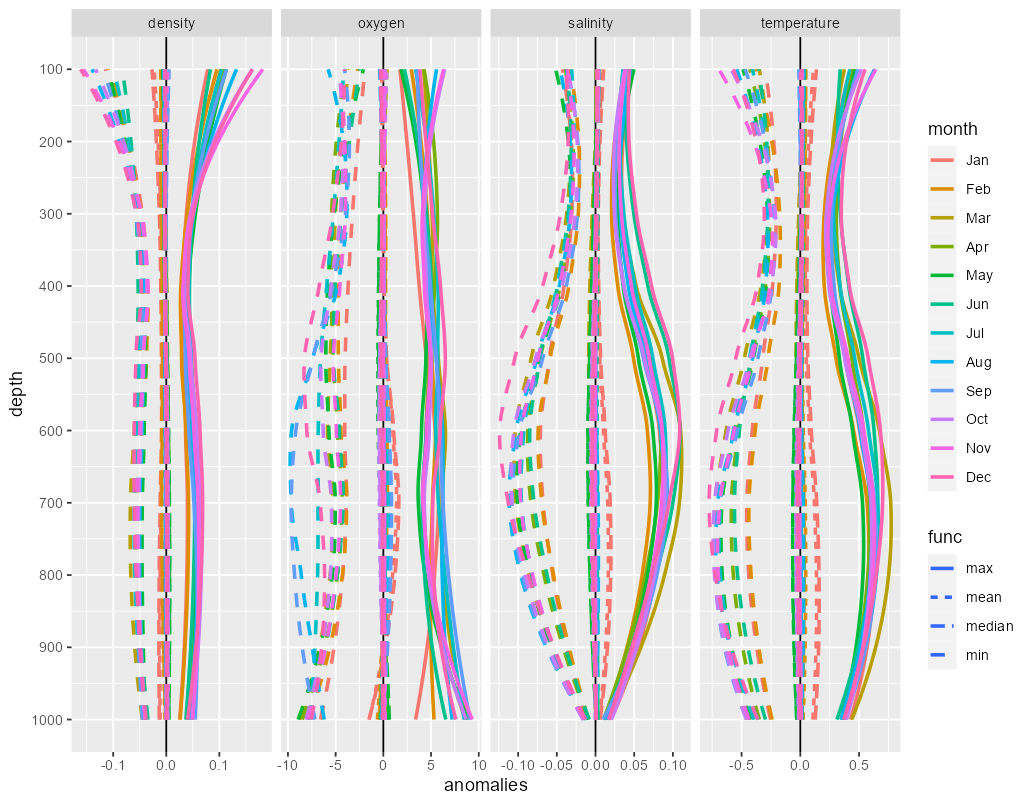 density oxygen salinity temperature
100
200
300
400
500
600
700
800
900
1000
depth
-0.1 0.0 0.1 -10 -5 0 5 10 -0.10 -0.05 0.00 0.05 0.10 -0.5 0.0 0.5
anomalies
month
Jan
Feb
Mar
Apr
May
Jun
Jul
Aug
Sep
Oct
Nov
Dec
func
max
mean
median
min